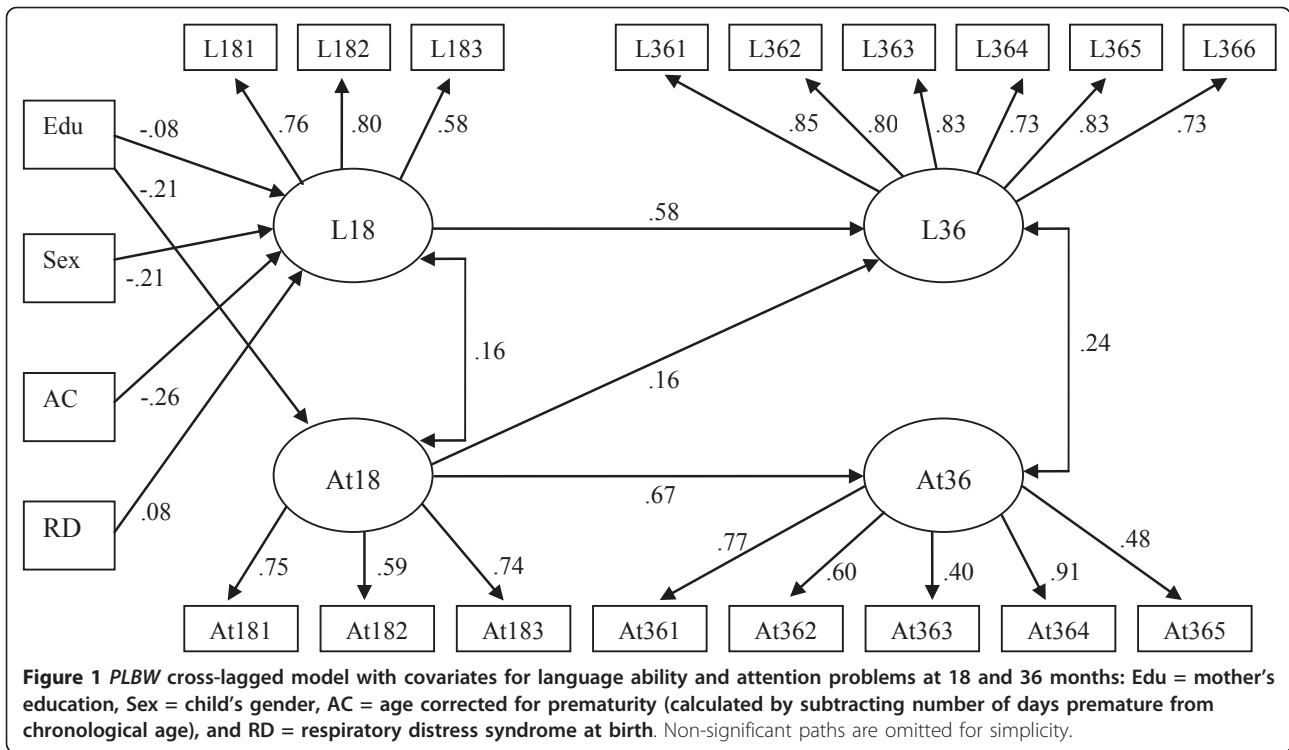 L181 L182 L183 L361 L362 L363 L364 L365 L366
Edu -.08 .76 .80 .58 .85 .80 .83 .73 .83 .73
-.21
L18 .58 L36
Sex
-.21
.16 .24
AC -.26 .16
At18 .67 At36
RD .08
.75 .59 .74 .77 .60 .40 .91 .48
At181 At182 At183 At361 At362 At363 At364 At365
Figure 1 PLBW cross-lagged model with covariates for language ability and attention problems at 18 and 36 months: Edu = mother's
education, Sex = child's gender, AC = age corrected for prematurity (calculated by subtracting number of days premature from
chronological age), and RD = respiratory distress syndrome at birth. Non-significant paths are omitted for simplicity.